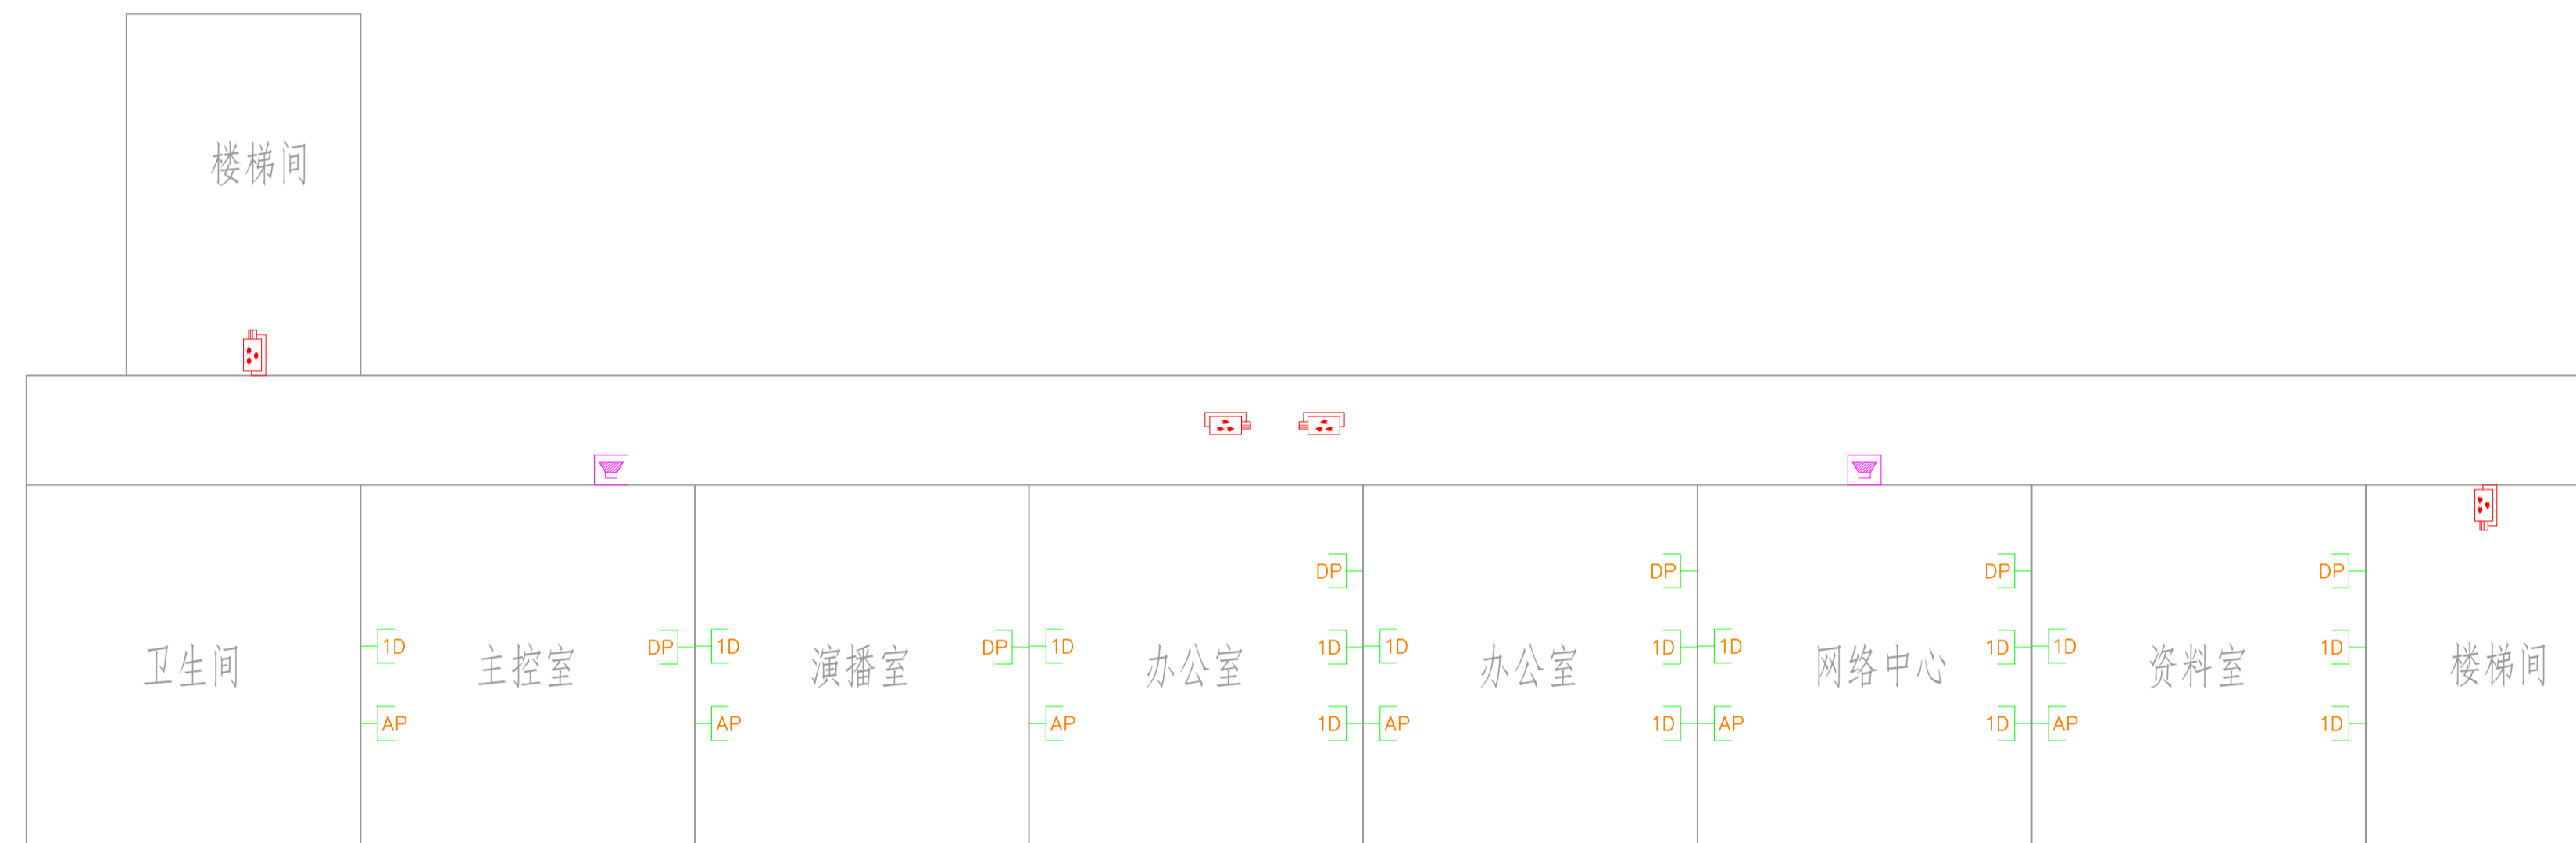 楼梯间
DP DP DP DP
卫生间 1D 主控室 DP 1D 演播室 DP 1D 办公室 1D 1D 办公室 1D 1D 网络中心 1D 1D 资料室 1D 楼梯间
AP AP AP 1D AP 1D AP 1D AP 1D